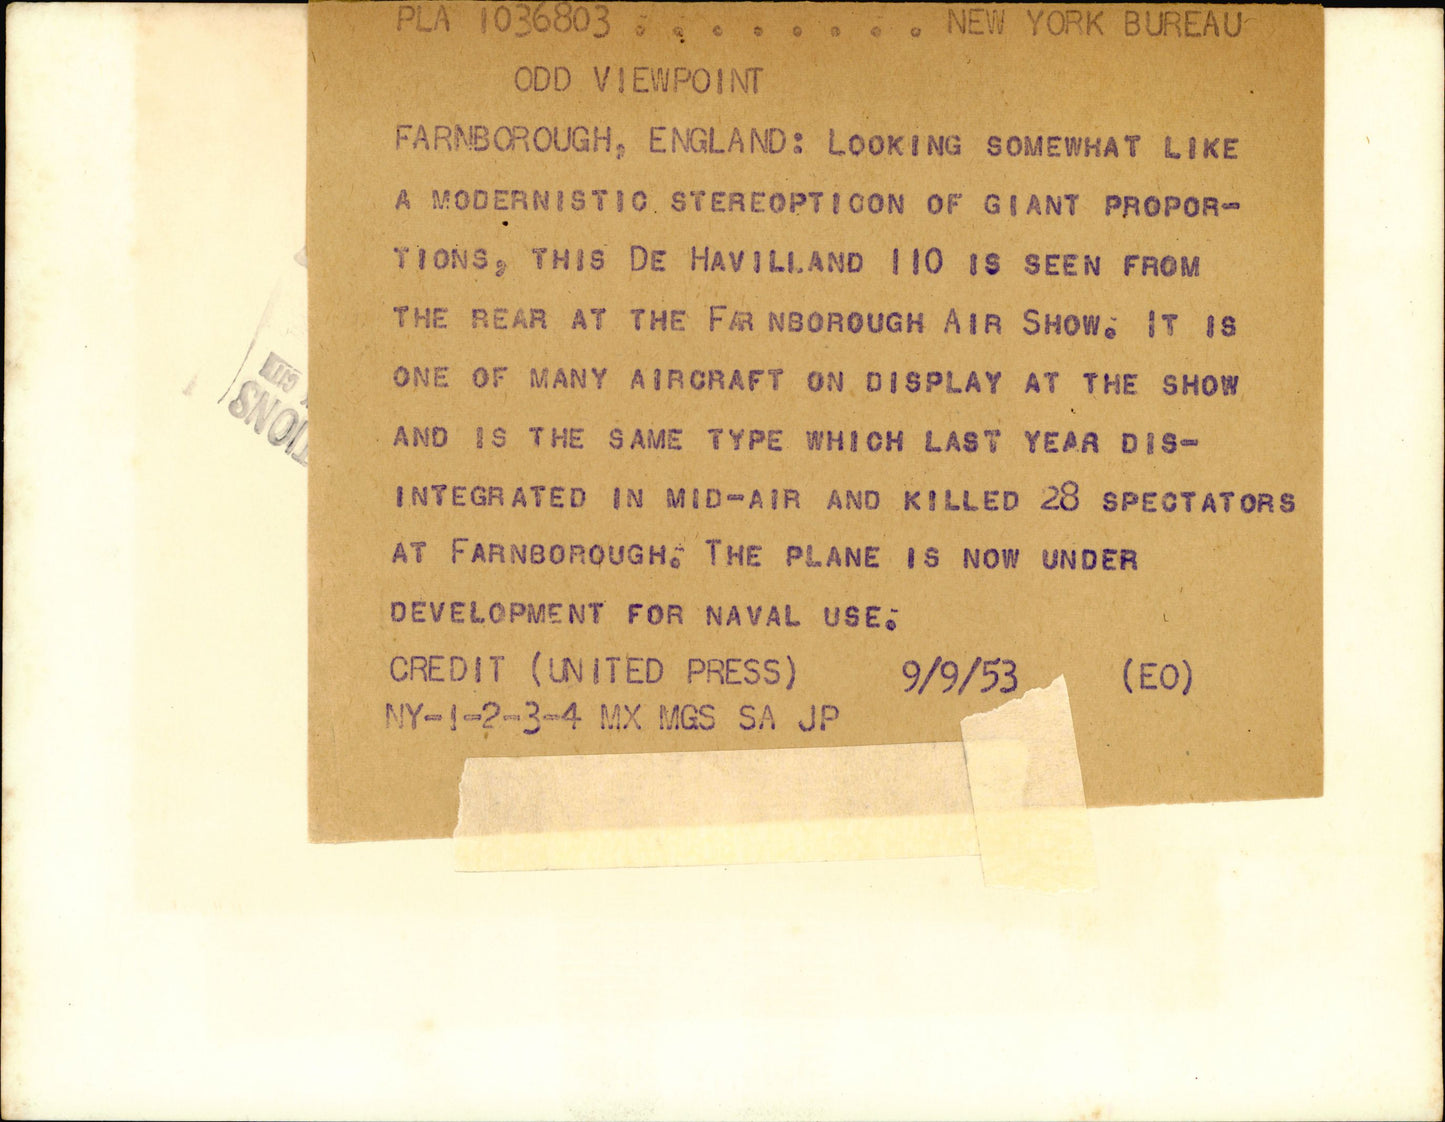 PLA 1036803 . . . . . . . . NEW YORK BUREAU
ODD VIEWPOINT
FARNBOROUGH, ENGLAND: LOOKING SOMEWHAT LIKE
A MODERNISTIC STEREOPTICON OF GIANT PROPOR-
TIONS, THIS DE HAVILLAND 110 IS SEEN FROM
THE REAR AT THE FARNBOROUGH AIR SHOW. IT IS
ONE OF MANY AIRCRAFT ON DISPLAY AT THE SHOW
AND IS THE SAME TYPE WHICH LAST YEAR DIS-
INTEGRATED IN MID-AIR AND KILLED 28 SPECTATORS
AT FARNBOROUGH. THE PLANE IS NOW UNDER
DEVELOPMENT FOR NAVAL USE.
CREDIT (UNITED PRESS) 9/9/53 (EO)
NY-1-2-3-4 MX MGS SA JP